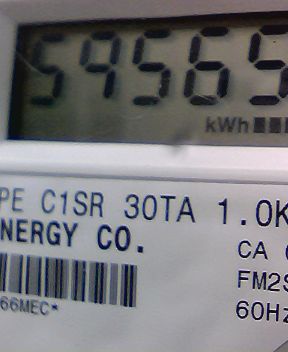 59565
kWh
PE C1SR 30TA 1.0K
NERGY CO.
CA
FM2S
60Hz
66MEC*